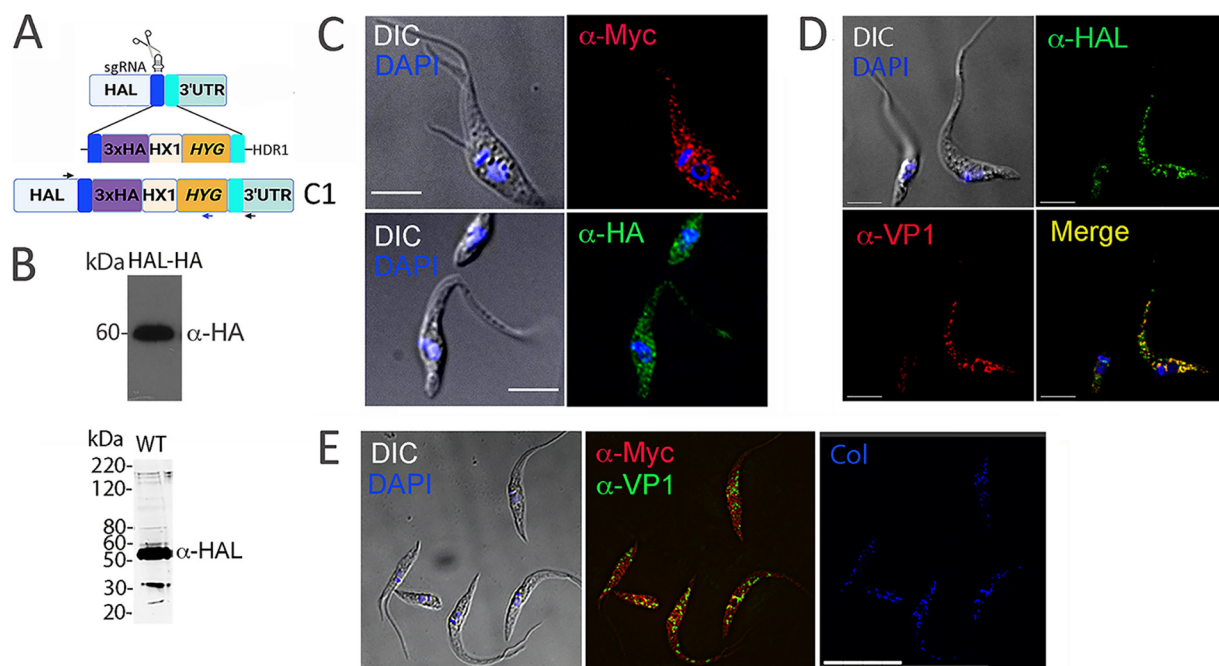 A
sgRNA
HAL 3'UTR
3xHA HX1 HYG HDR1
HAL 3xHA HX1 HYG 3'UTR C1
B
kDa HAL-HA
60- α-HA
kDa WT
220-
120-
80-
60-
50- α-HAL
30-
20-
C
DIC
DAPI
α-Myc
DIC
DAPI
α-HA
D
DIC
DAPI
α-HAL
α-VP1
Merge
E
DIC
DAPI
α-Myc
α-VP1
Col